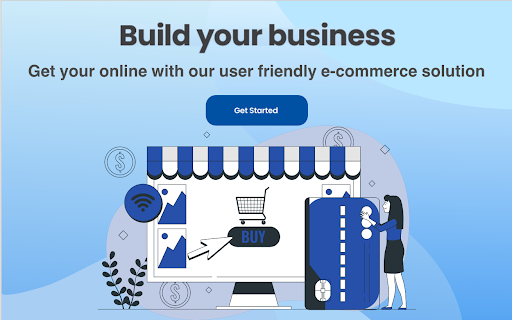 Build your business
Get your online with our user friendly e-commerce solution
Get Started
$
$
BUY
$